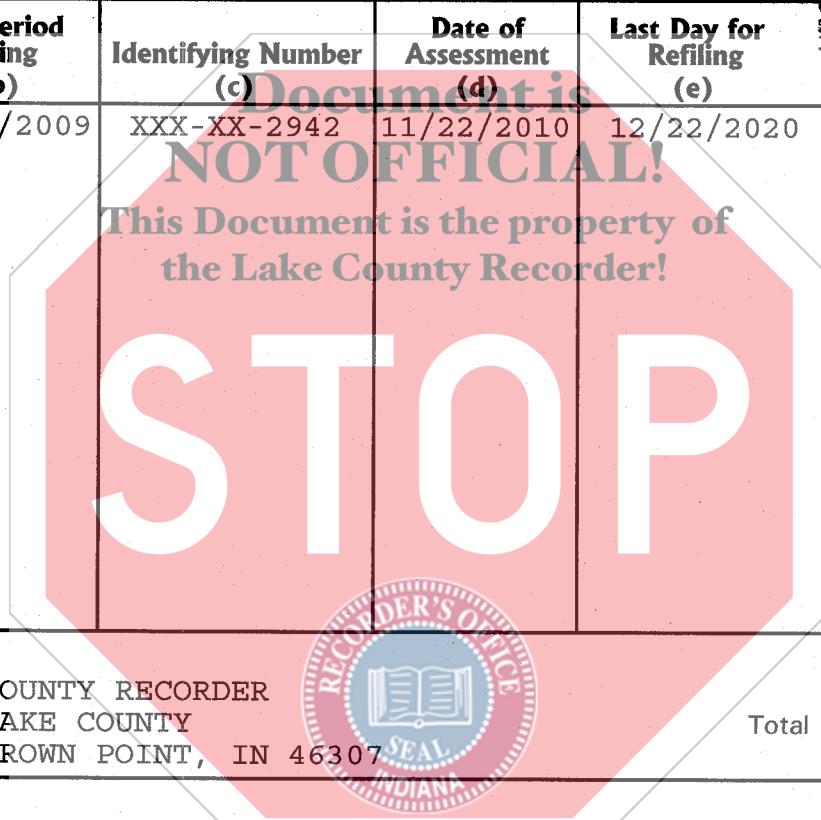 eriod
ing
)
Identifying Number
(c)
Date of
Assessment
(d)
Last Day for
Refiling
(e)
/2009 XXX-XX-2942 11/22/2010 12/22/2020
Document is
NOT OFFICIAL!
This Document is the property of
the Lake County Recorder!
STOP
RECORDER'S OFFICE
SEAL
INDIANA
OUNTY RECORDER
AKE COUNTY
ROWN POINT, IN 46307
Total